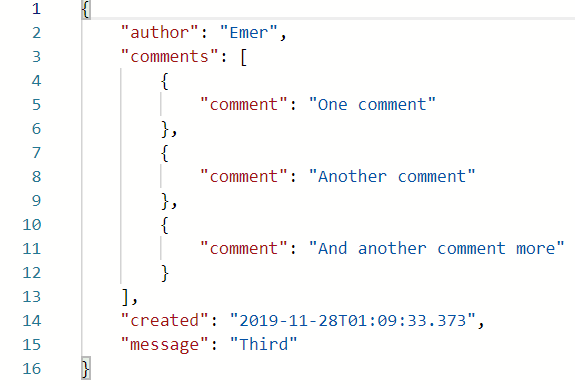 1 {
2     "author": "Emer",
3     "comments": [
4         {
5             "comment": "One comment"
6         },
7         {
8             "comment": "Another comment"
9         },
10         {
11             "comment": "And another comment more"
12         }
13     ],
14     "created": "2019-11-28T01:09:33.373",
15     "message": "Third"
16 }